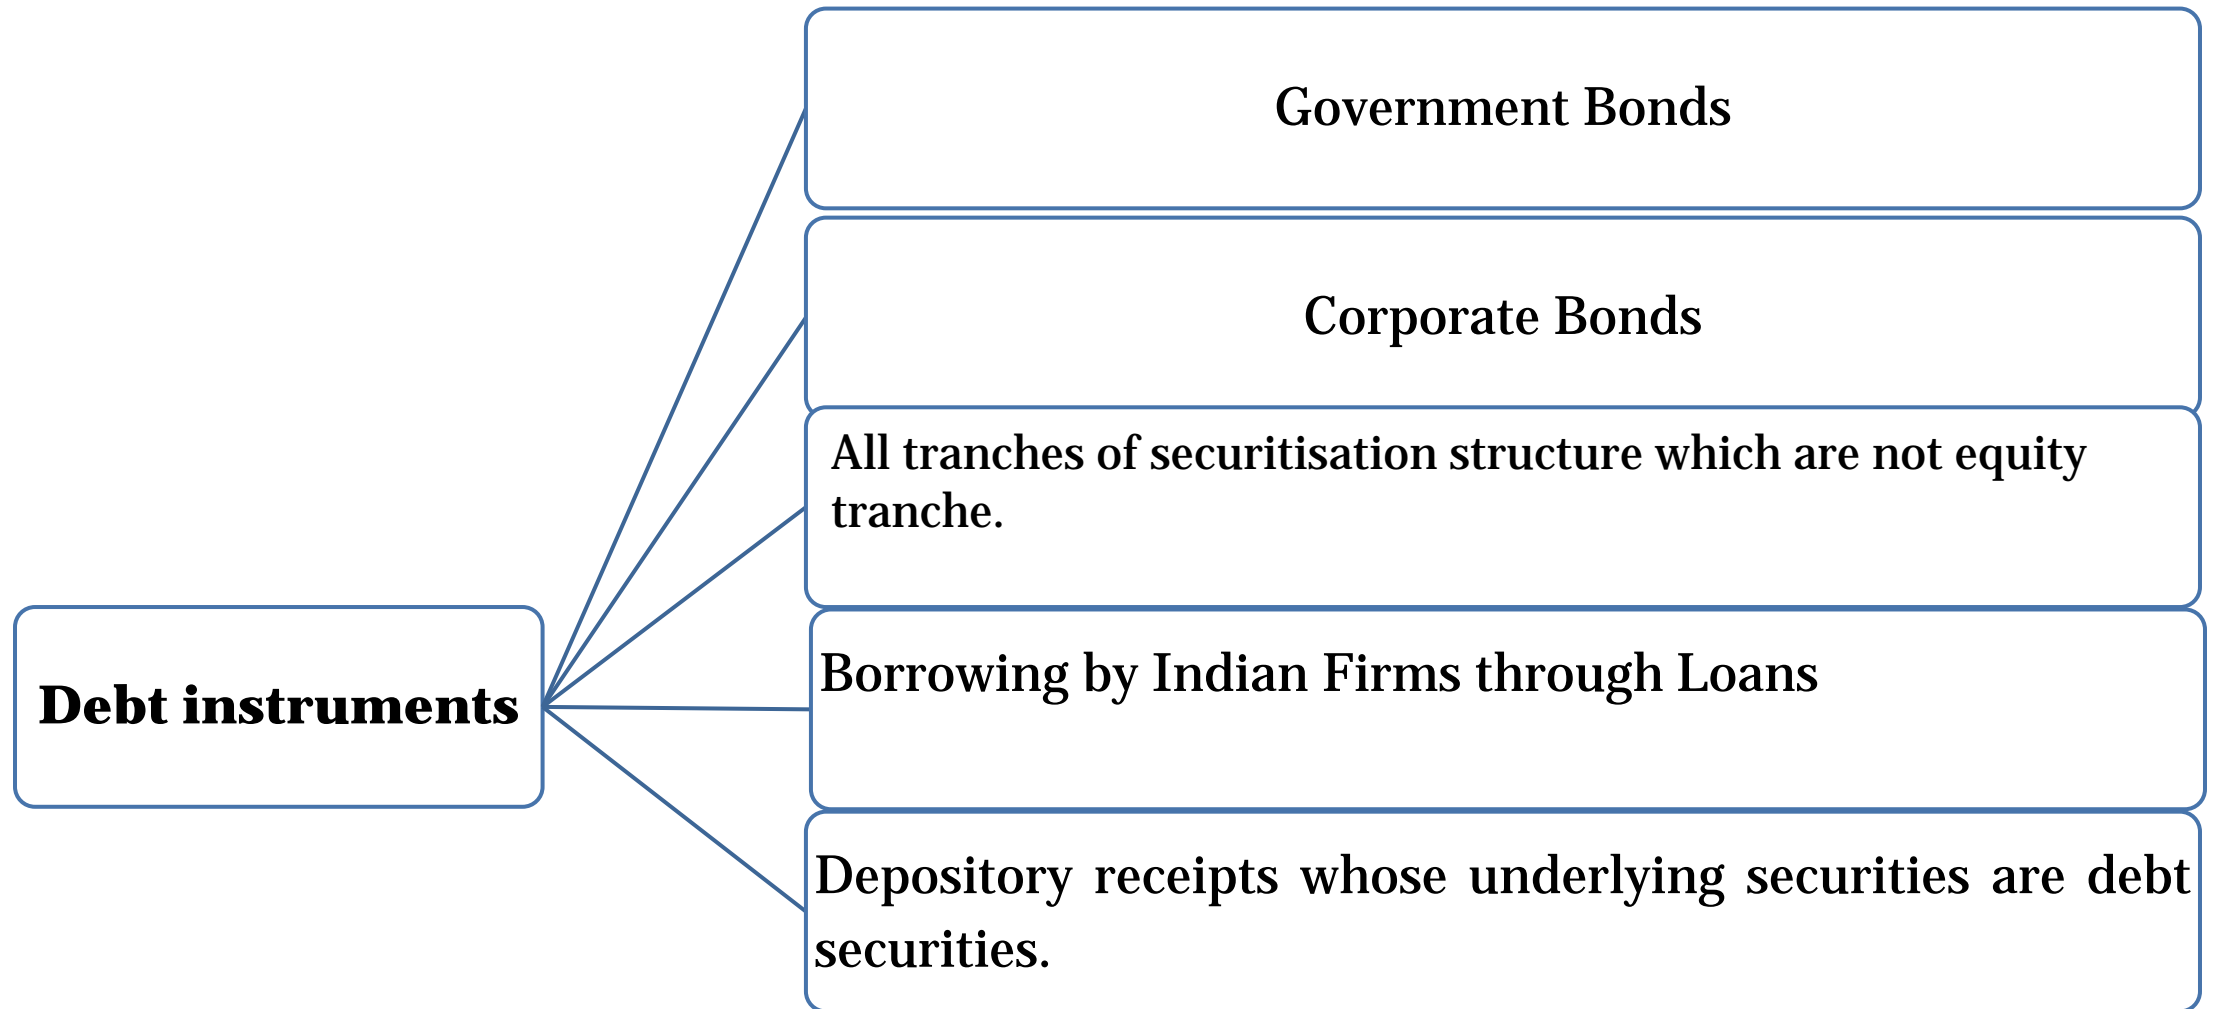 Government Bonds
Corporate Bonds
All tranches of securitisation structure which are not equity
tranche.
Debt instruments
Borrowing by Indian Firms through Loans
Depository receipts whose underlying securities are debt
securities.